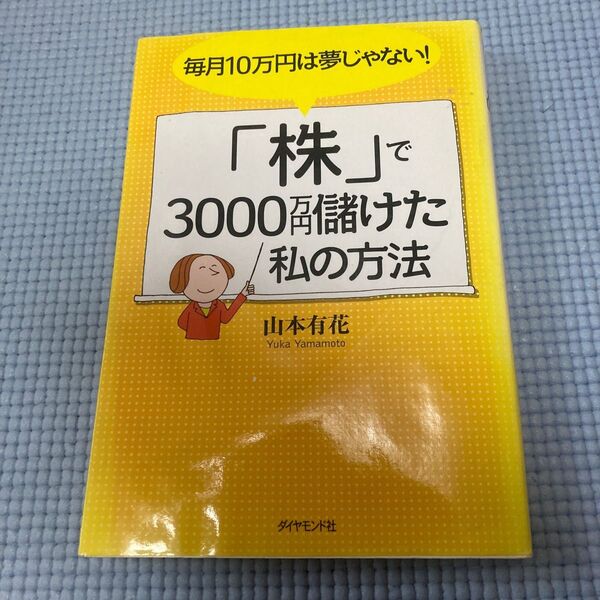 毎月10万円は夢じゃない!
「株」で
3000万円儲けた
私の方法
山本有花
Yuka Yamamoto
ダイヤモンド社